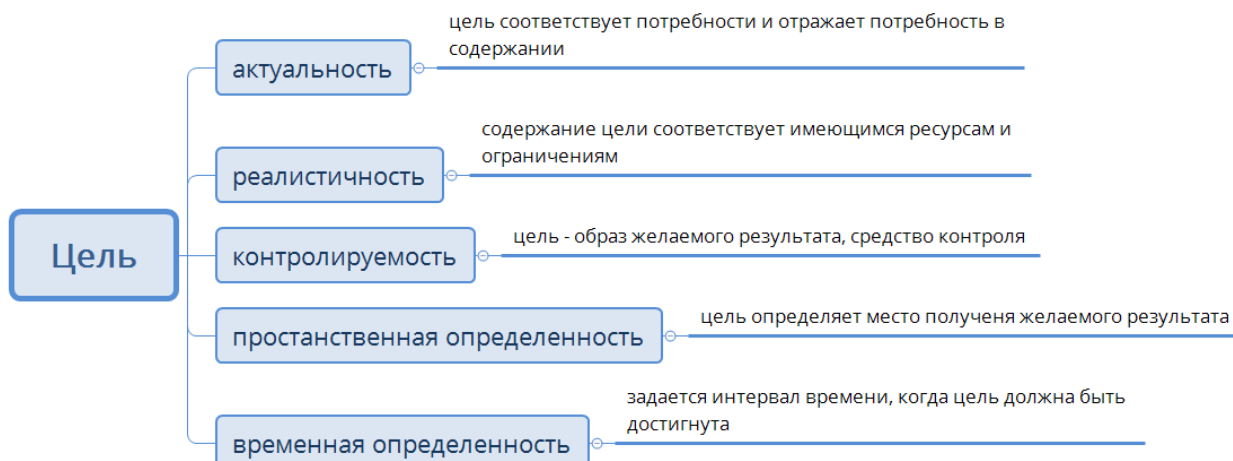 цель соответствует потребности и отражает потребность в
содержании
актуальность
содержание цели соответствует имеющимся ресурсам и
ограничениям
реалистичность
Цель
контролируемость
цель - образ желаемого результата, средство контроля
простанственная определенность
цель определяет место полученя желаемого результата
задается интервал времени, когда цель должна быть
достигнута
временная определенность